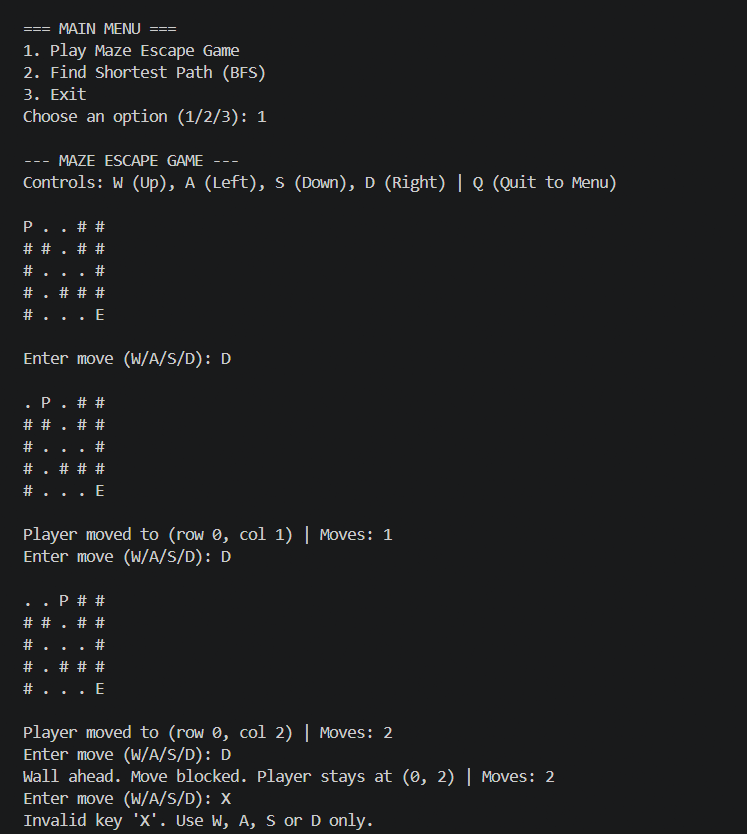 === MAIN MENU ===
1. Play Maze Escape Game
2. Find Shortest Path (BFS)
3. Exit
Choose an option (1/2/3): 1
--- MAZE ESCAPE GAME ---
Controls: W (Up), A (Left), S (Down), D (Right) | Q (Quit to Menu)
P . . # #
# # . # #
# . . . #
# . # # #
# . . . E
Enter move (W/A/S/D): D
. P . # #
# # . # #
# . . . #
# . # # #
# . . . E
Player moved to (row 0, col 1) | Moves: 1
Enter move (W/A/S/D): D
. . P # #
# # . # #
# . . . #
# . # # #
# . . . E
Player moved to (row 0, col 2) | Moves: 2
Enter move (W/A/S/D): D
Wall ahead. Move blocked. Player stays at (0, 2) | Moves: 2
Enter move (W/A/S/D): X
Invalid key 'X'. Use W, A, S or D only.